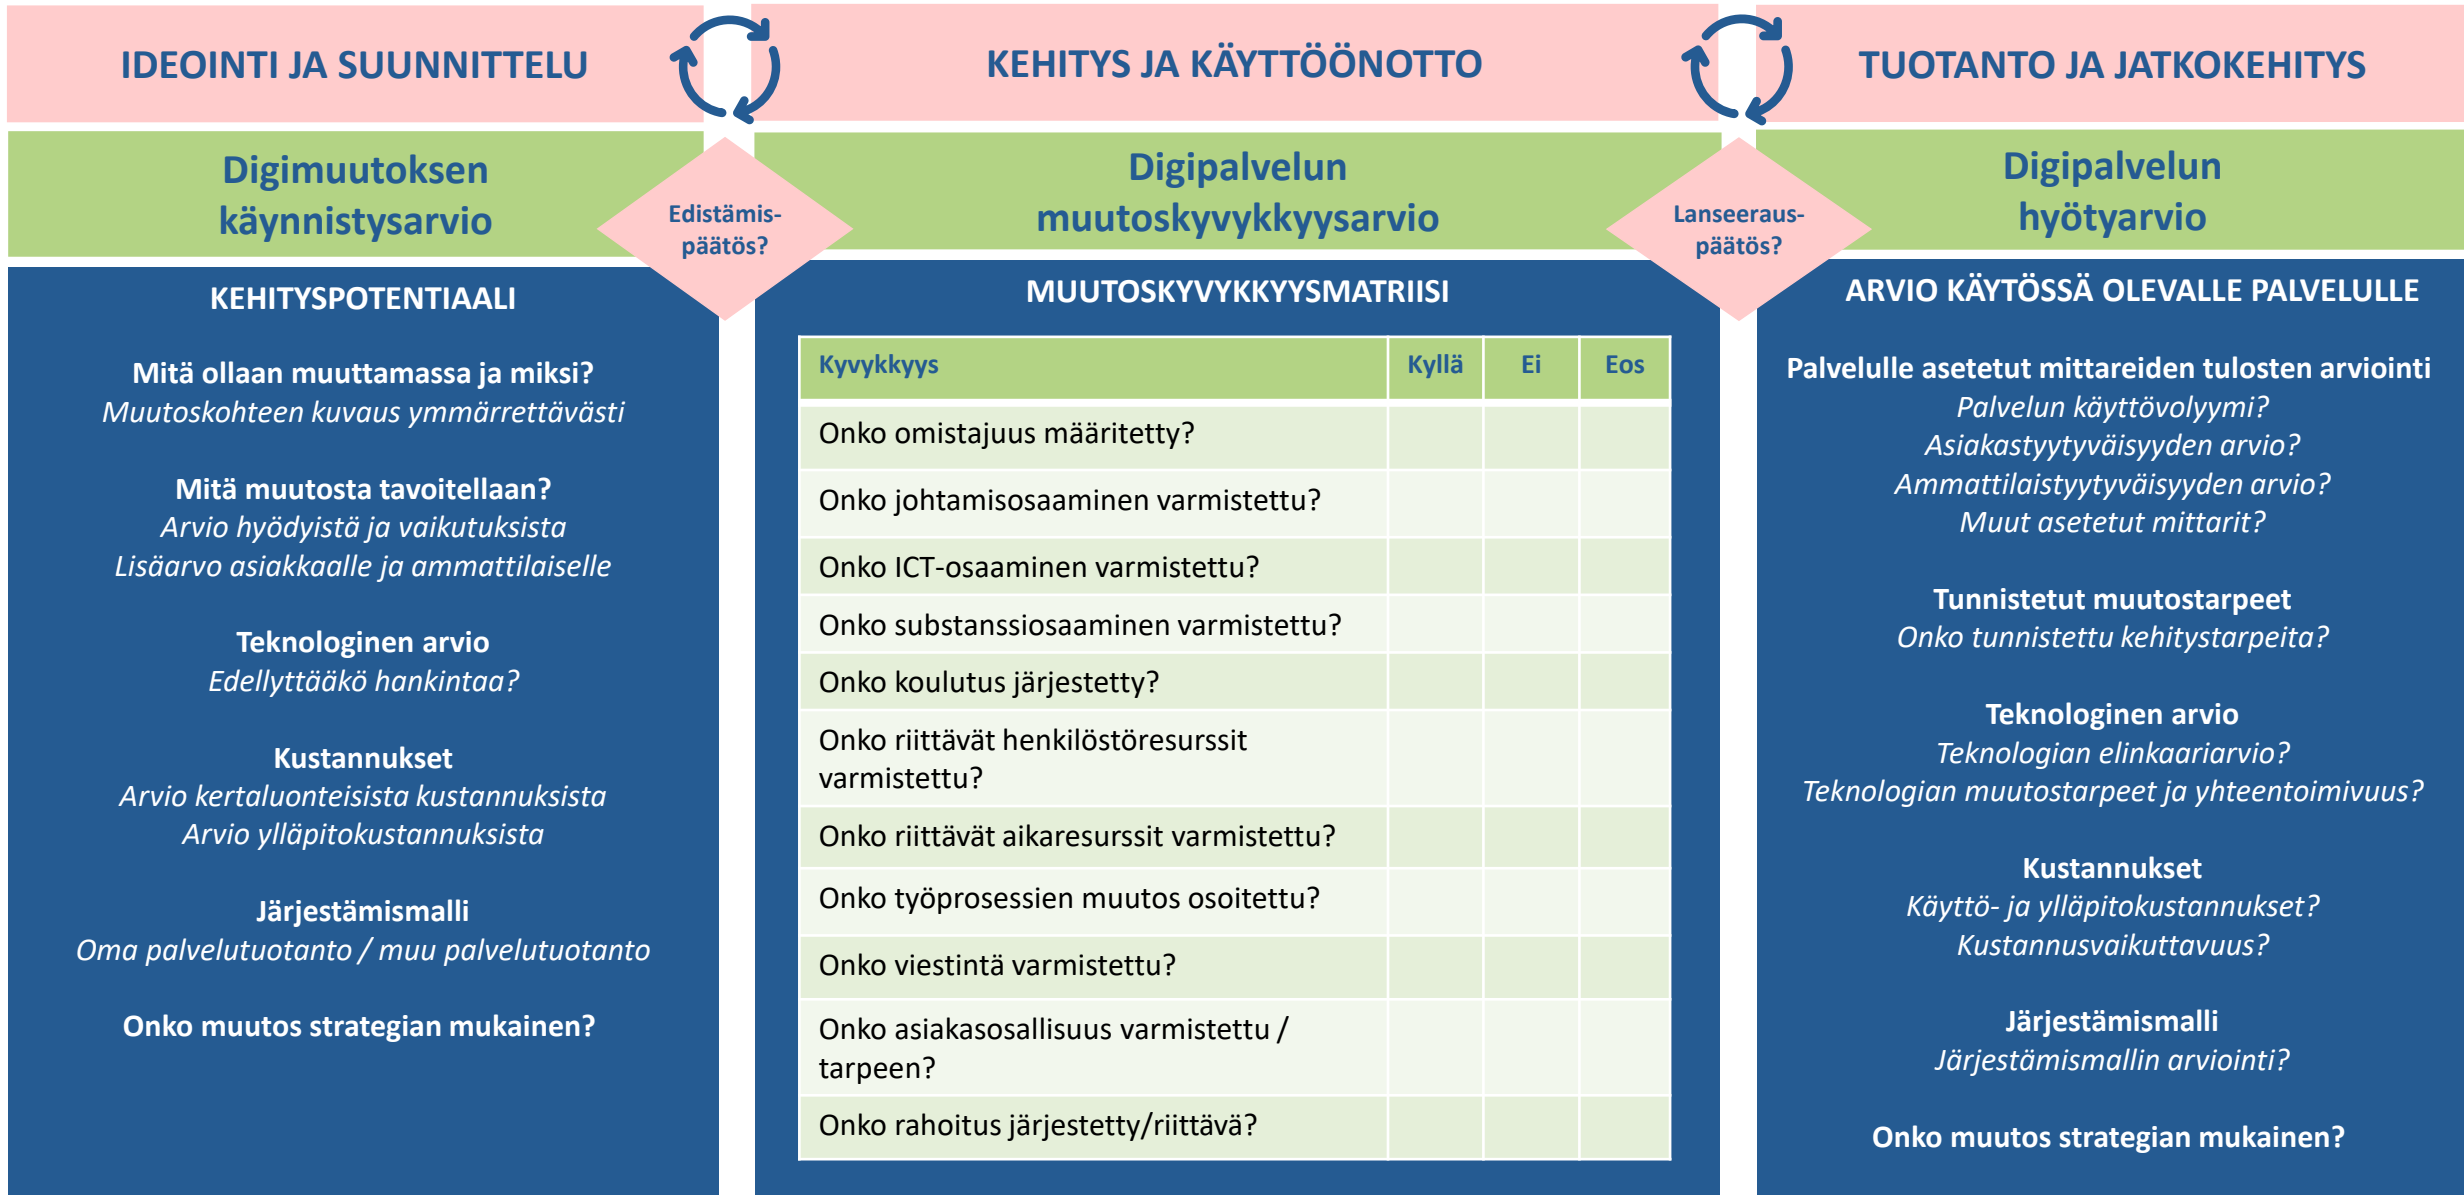 IDEOINTI JA SUUNNITTELU
KEHITYS JA KÄYTTÖÖNOTTO
TUOTANTO JA JATKOKEHITYS
Digimuutoksen
käynnistysarvio
Edistämis-
päätös?
Digipalvelun
muutoskyvykkyysarvio
Lanseeraus-
päätös?
Digipalvelun
hyötyarvio
KEHITYSPOTENTIAALI
Mitä ollaan muuttamassa ja miksi?
Muutoskohteen kuvaus ymmärrettävästi
Mitä muutosta tavoitellaan?
Arvio hyödyistä ja vaikutuksista
Lisäarvo asiakkaalle ja ammattilaiselle
Teknologinen arvio
Edellyttääkö hankintaa?
Kustannukset
Arvio kertaluonteisista kustannuksista
Arvio ylläpitokustannuksista
Järjestämismalli
Oma palvelutuotanto / muu palvelutuotanto
Onko muutos strategian mukainen?
MUUTOSKYVYKKYYSMATRIISI
Kyvykkyys Kyllä Ei Eos
Onko omistajuus määritetty?
Onko johtamisosaaminen varmistettu?
Onko ICT-osaaminen varmistettu?
Onko substanssiosaaminen varmistettu?
Onko koulutus järjestetty?
Onko riittävät henkilöstöresurssit
varmistettu?
Onko riittävät aikaresurssit varmistettu?
Onko työprosessien muutos osoitettu?
Onko viestintä varmistettu?
Onko asiakasosallisuus varmistettu /
tarpeen?
Onko rahoitus järjestetty/riittävä?
ARVIO KÄYTÖSSÄ OLEVALLE PALVELULLE
Palvelulle asetetut mittareiden tulosten arviointi
Palvelun käyttövolyymi?
Asiakastyytyväisyyden arvio?
Ammattilaistyytyväisyyden arvio?
Muut asetetut mittarit?
Tunnistetut muutostarpeet
Onko tunnistettu kehitystarpeita?
Teknologinen arvio
Teknologian elinkaariarvio?
Teknologian muutostarpeet ja yhteentoimivuus?
Kustannukset
Käyttö- ja ylläpitokustannukset?
Kustannusvaikuttavuus?
Järjestämismalli
Järjestämismallin arviointi?
Onko muutos strategian mukainen?